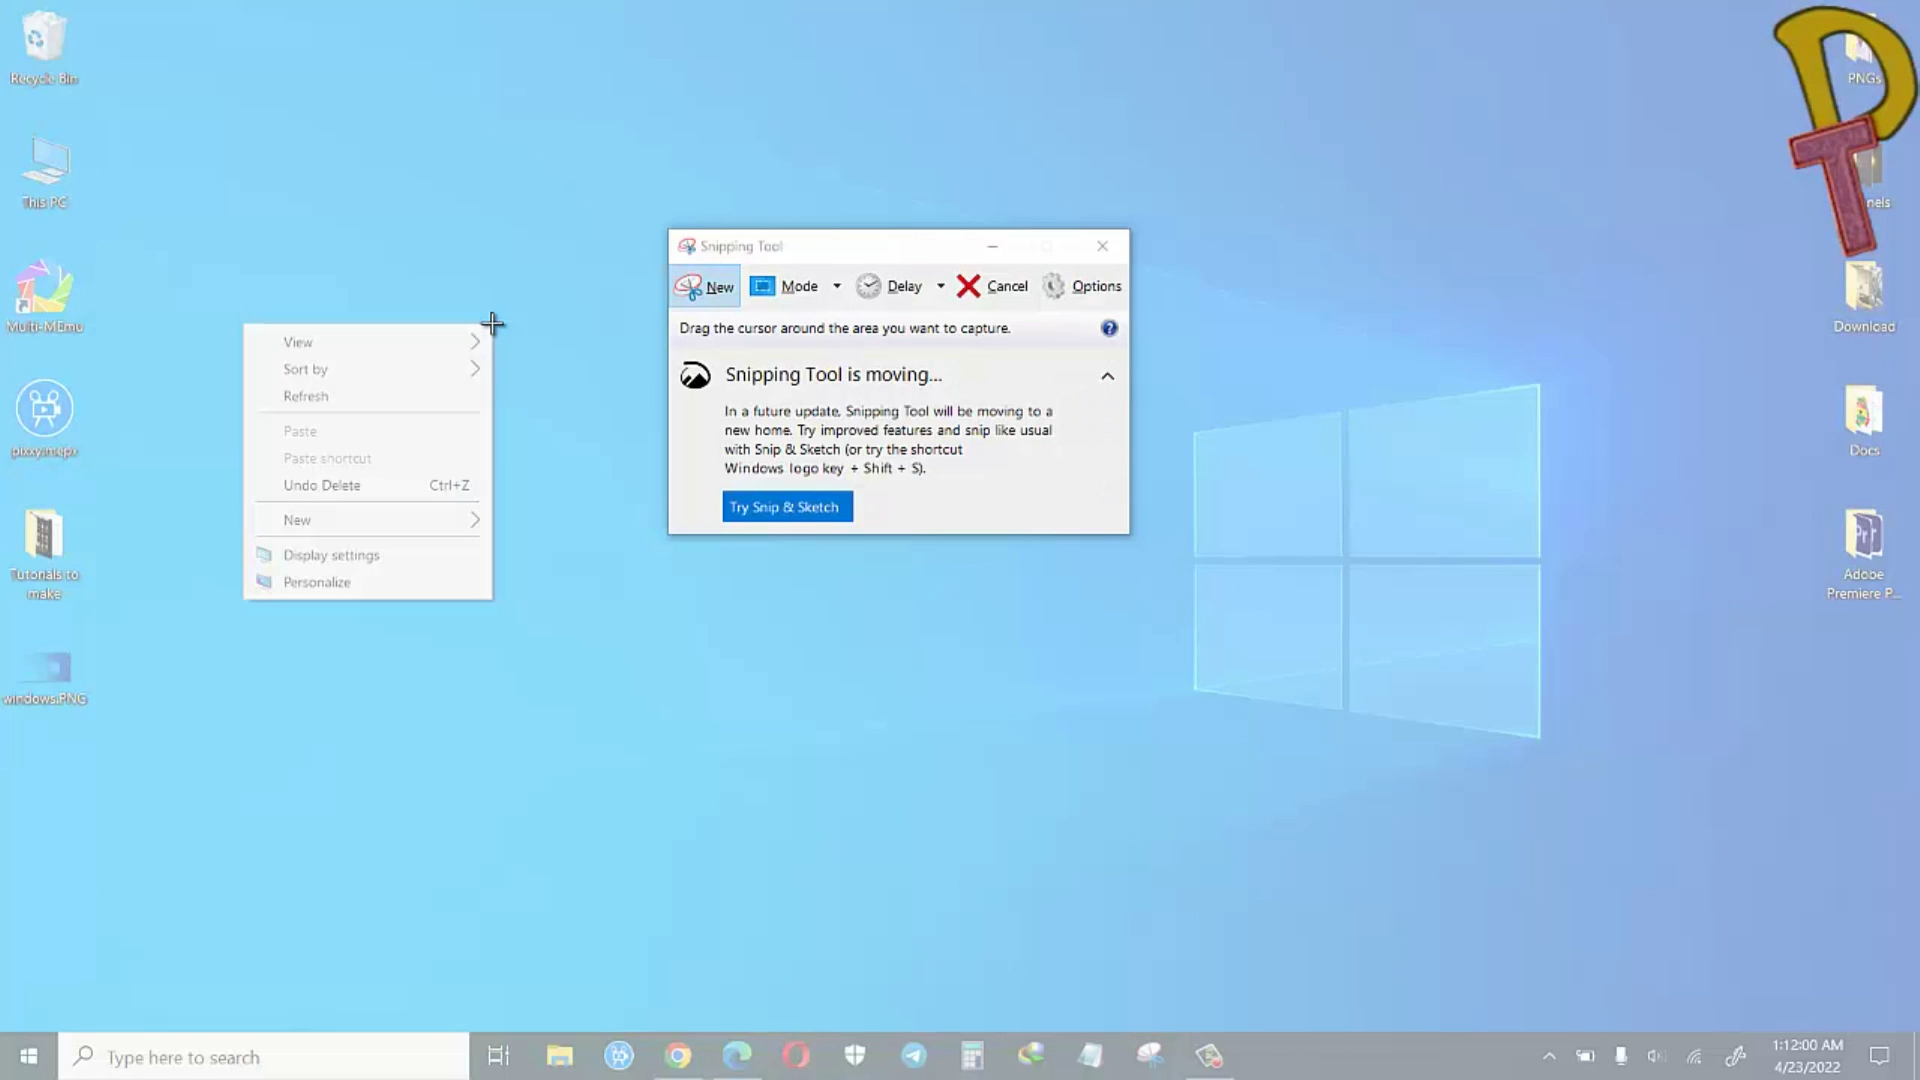 Recycle Bin
This PC
Multi-MEmu
Tutorials to
make
windows.PNG
View
Sort by
Refresh
Paste
Paste shortcut
Undo Delete Ctrl+Z
New
Display settings
Personalize
Snipping Tool
New Mode Delay Cancel Options
Drag the cursor around the area you want to capture.
Snipping Tool is moving...
In a future update, Snipping Tool will be moving to a
new home. Try improved features and snip like usual
with Snip & Sketch (or try the shortcut
Windows logo key + Shift + S).
Try Snip & Sketch
D
T
PNGs
nels
Download
Docs
Adobe
Premiere P...
Type here to search
1:12:00 AM
4/23/2022